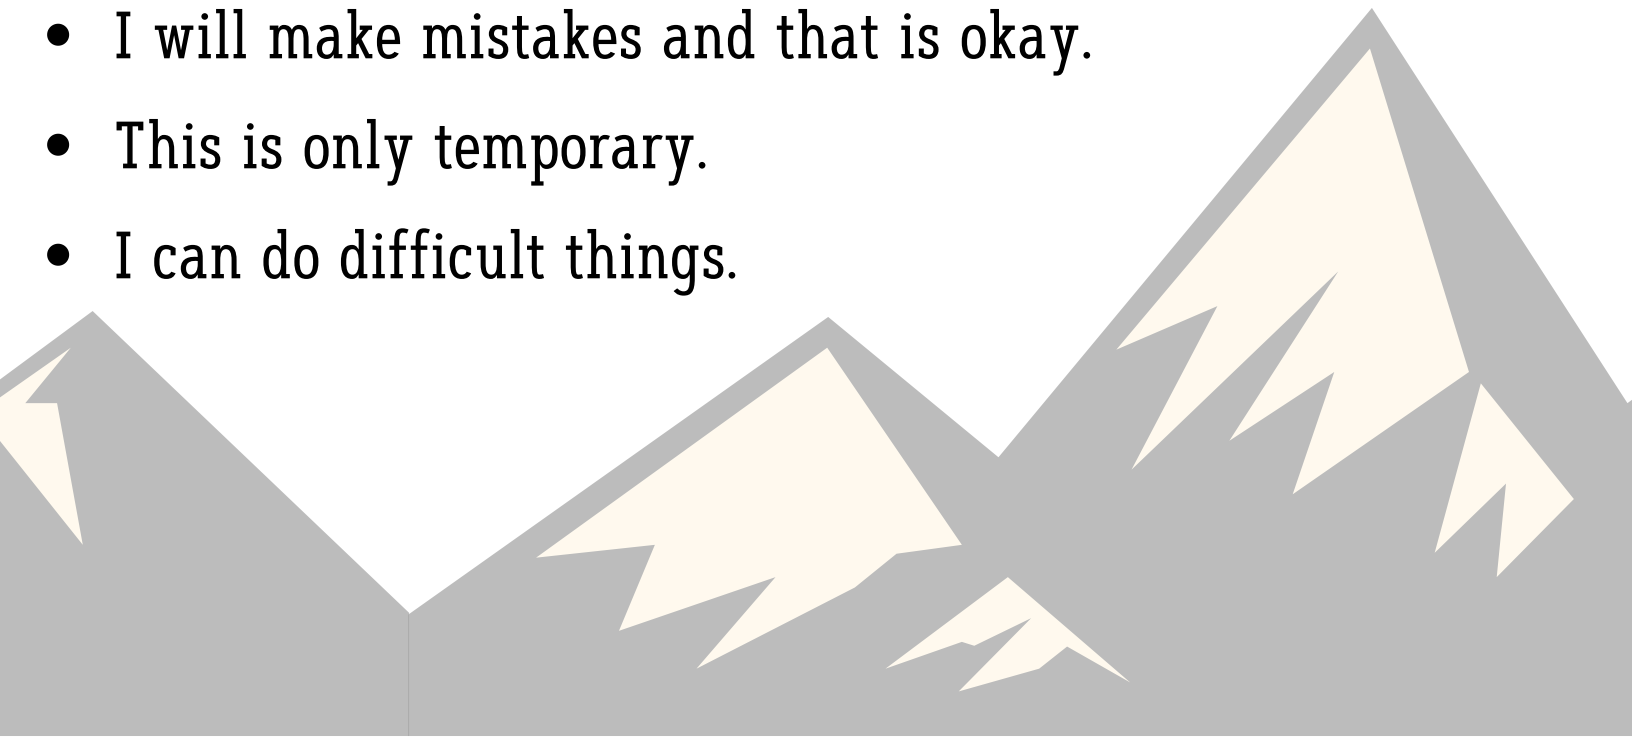 • I will make mistakes and that is okay.
• This is only temporary.
• I can do difficult things.